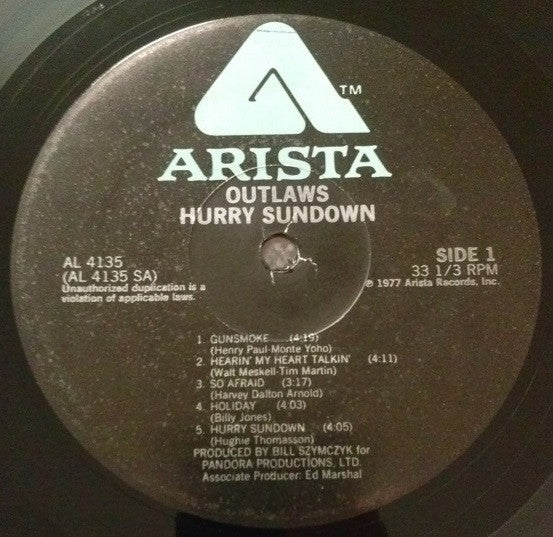 TM
ARISTA
OUTLAWS
HURRY SUNDOWN
AL 4135
(AL 4135 SA)
Unauthorized duplication is a
violation of applicable laws.
SIDE 1
33 1/3 RPM
℗ 1977 Arista Records, Inc.
1. GUNSMOKE (4:19)
(Henry Paul-Monte Yoho)
2. HEARIN' MY HEART TALKIN' (4:11)
(Walt Meskell-Tim Martin)
3. SO AFRAID (3:17)
(Harvey Dalton Arnold)
4. HOLIDAY (4:03)
(Billy Jones)
5. HURRY SUNDOWN (4:05)
(Hughie Thomasson)
PRODUCED BY BILL SZYMCZYK for
PANDORA PRODUCTIONS, LTD.
Associate Producer: Ed Marshal